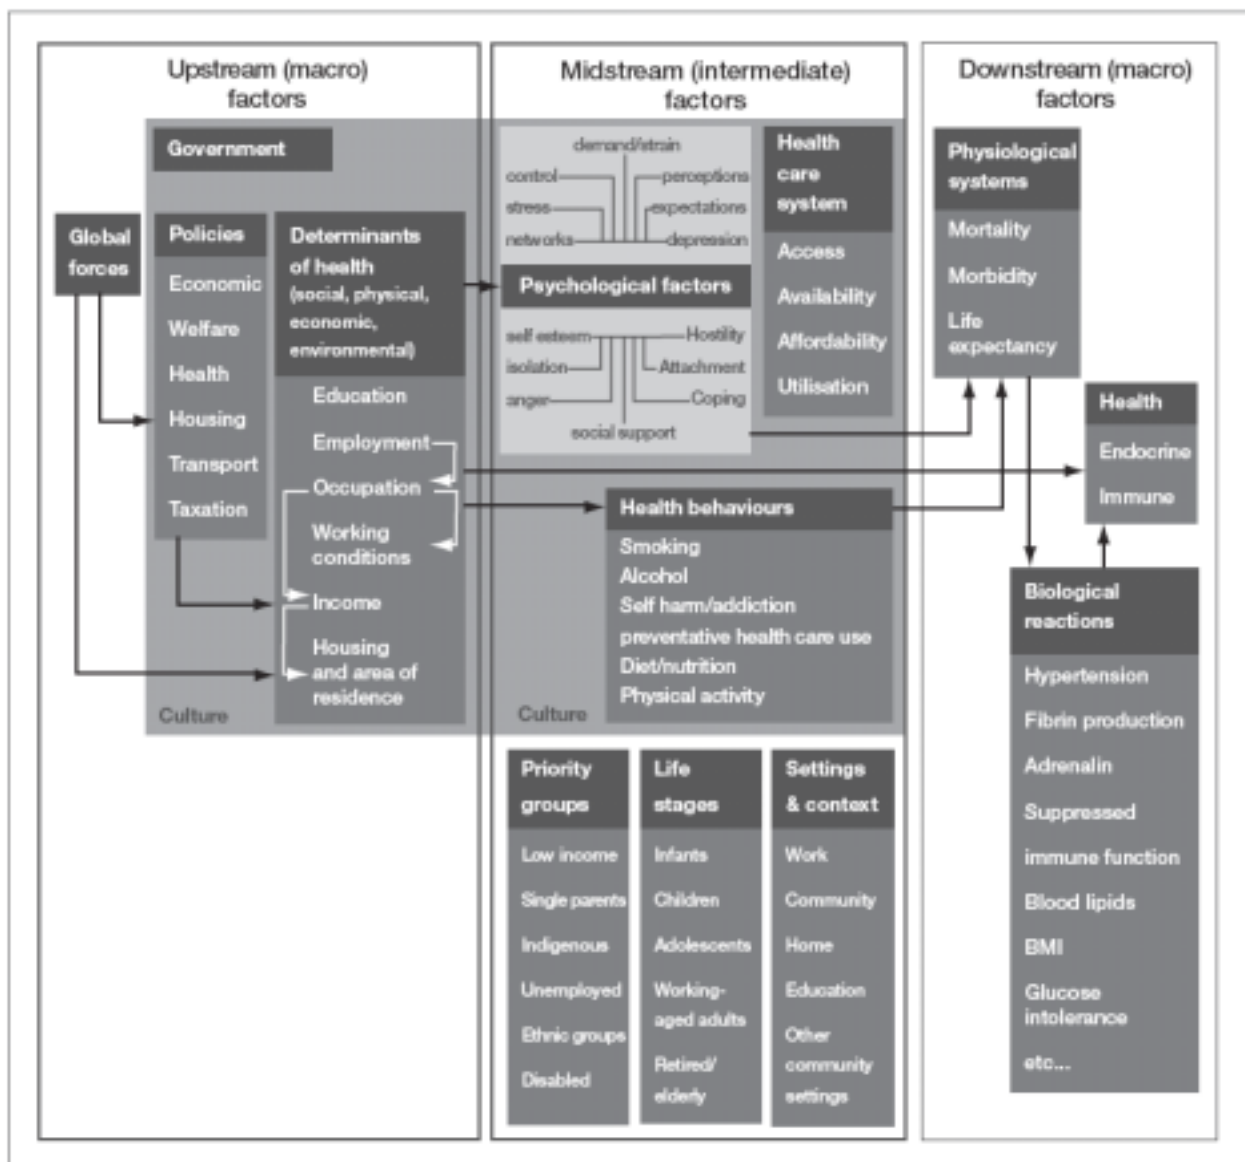 Upstream (macro)
factors
Government
Global
forces
Policies
Economic
Welfare
Health
Housing
Transport
Taxation
Determinants
of health
(social, physical,
economic,
environmental)
Education
Employment
Occupation
Working
conditions
Income
Housing
and area of
residence
Culture
Midstream (intermediate)
factors
demand/strain
control
perceptions
stress
expectations
networks
depression
Psychological factors
self esteem
Hostility
isolation
Attachment
anger
Coping
social support
Health
care
system
Access
Availability
Affordability
Utilisation
Health behaviours
Smoking
Alcohol
Self harm/addiction
preventative health care use
Diet/nutrition
Physical activity
Culture
Priority
groups
Low income
Single parents
Indigenous
Unemployed
Ethnic groups
Disabled
Life
stages
Infants
Children
Adolescents
Working-
aged adults
Retired/
elderly
Settings
& context
Work
Community
Home
Education
Other
community
settings
Downstream (macro)
factors
Physiological
systems
Mortality
Morbidity
Life
expectancy
Health
Endocrine
Immune
Biological
reactions
Hypertension
Fibrin production
Adrenalin
Suppressed
immune function
Blood lipids
BMI
Glucose
intolerance
etc...